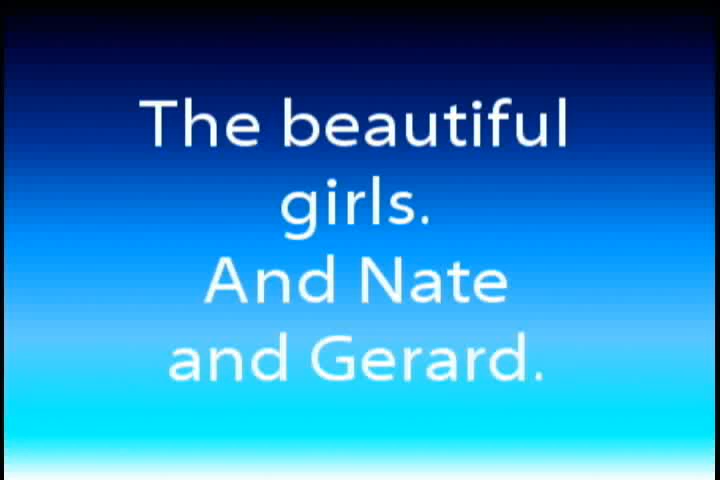 The beautiful
girls.
And Nate
and Gerard.